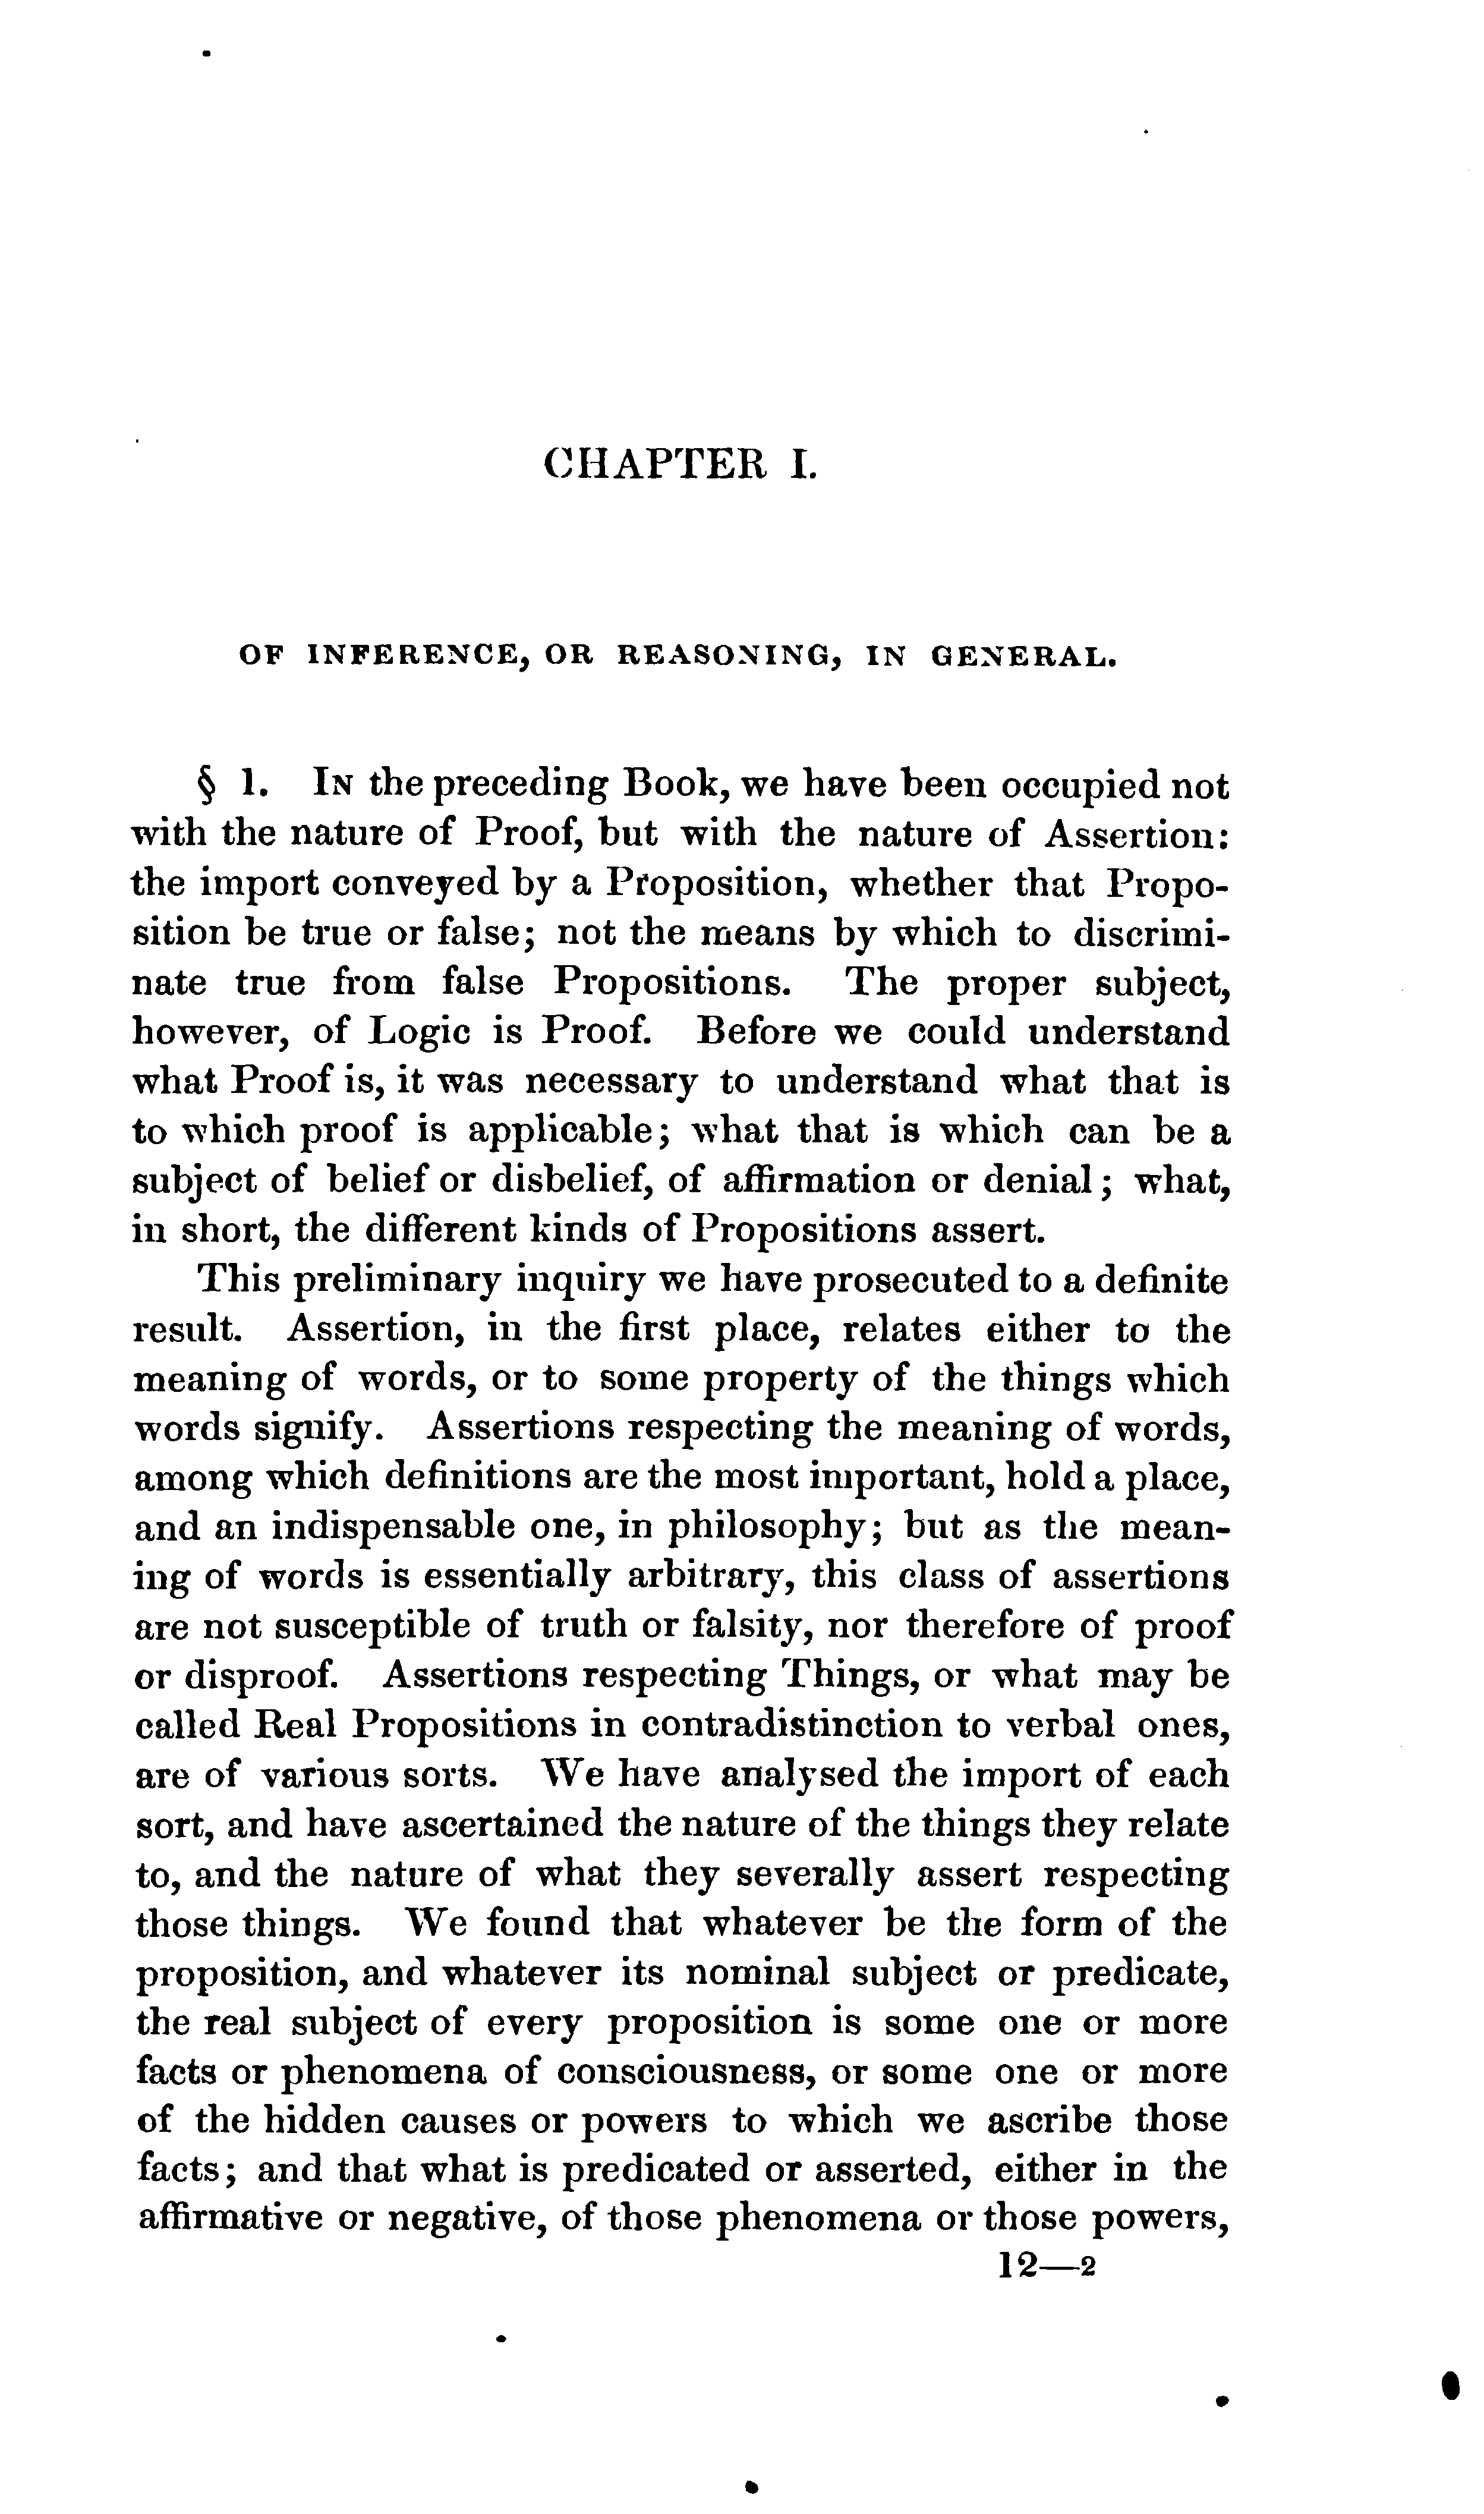 CHAPTER I.
OF INFERENCE, OR REASONING, IN GENERAL.
§ 1. IN the preceding Book, we have been occupied not
with the nature of Proof, but with the nature of Assertion:
the import conveyed by a Proposition, whether that Propo-
sition be true or false; not the means by which to discrimi-
nate true from false Propositions. The proper subject,
however, of Logic is Proof. Before we could understand
what Proof is, it was necessary to understand what that is
to which proof is applicable; what that is which can be a
subject of belief or disbelief, of affirmation or denial; what,
in short, the different kinds of Propositions assert.
This preliminary inquiry we have prosecuted to a definite
result. Assertion, in the first place, relates either to the
meaning of words, or to some property of the things which
words signify. Assertions respecting the meaning of words,
among which definitions are the most important, hold a place,
and an indispensable one, in philosophy; but as the mean-
ing of words is essentially arbitrary, this class of assertions
are not susceptible of truth or falsity, nor therefore of proof
or disproof. Assertions respecting Things, or what may be
called Real Propositions in contradistinction to verbal ones,
are of various sorts. We have analysed the import of each
sort, and have ascertained the nature of the things they relate
to, and the nature of what they severally assert respecting
those things. We found that whatever be the form of the
proposition, and whatever its nominal subject or predicate,
the real subject of every proposition is some one or more
facts or phenomena of consciousness, or some one or more
of the hidden causes or powers to which we ascribe those
facts; and that what is predicated or asserted, either in the
affirmative or negative, of those phenomena or those powers,
12—2